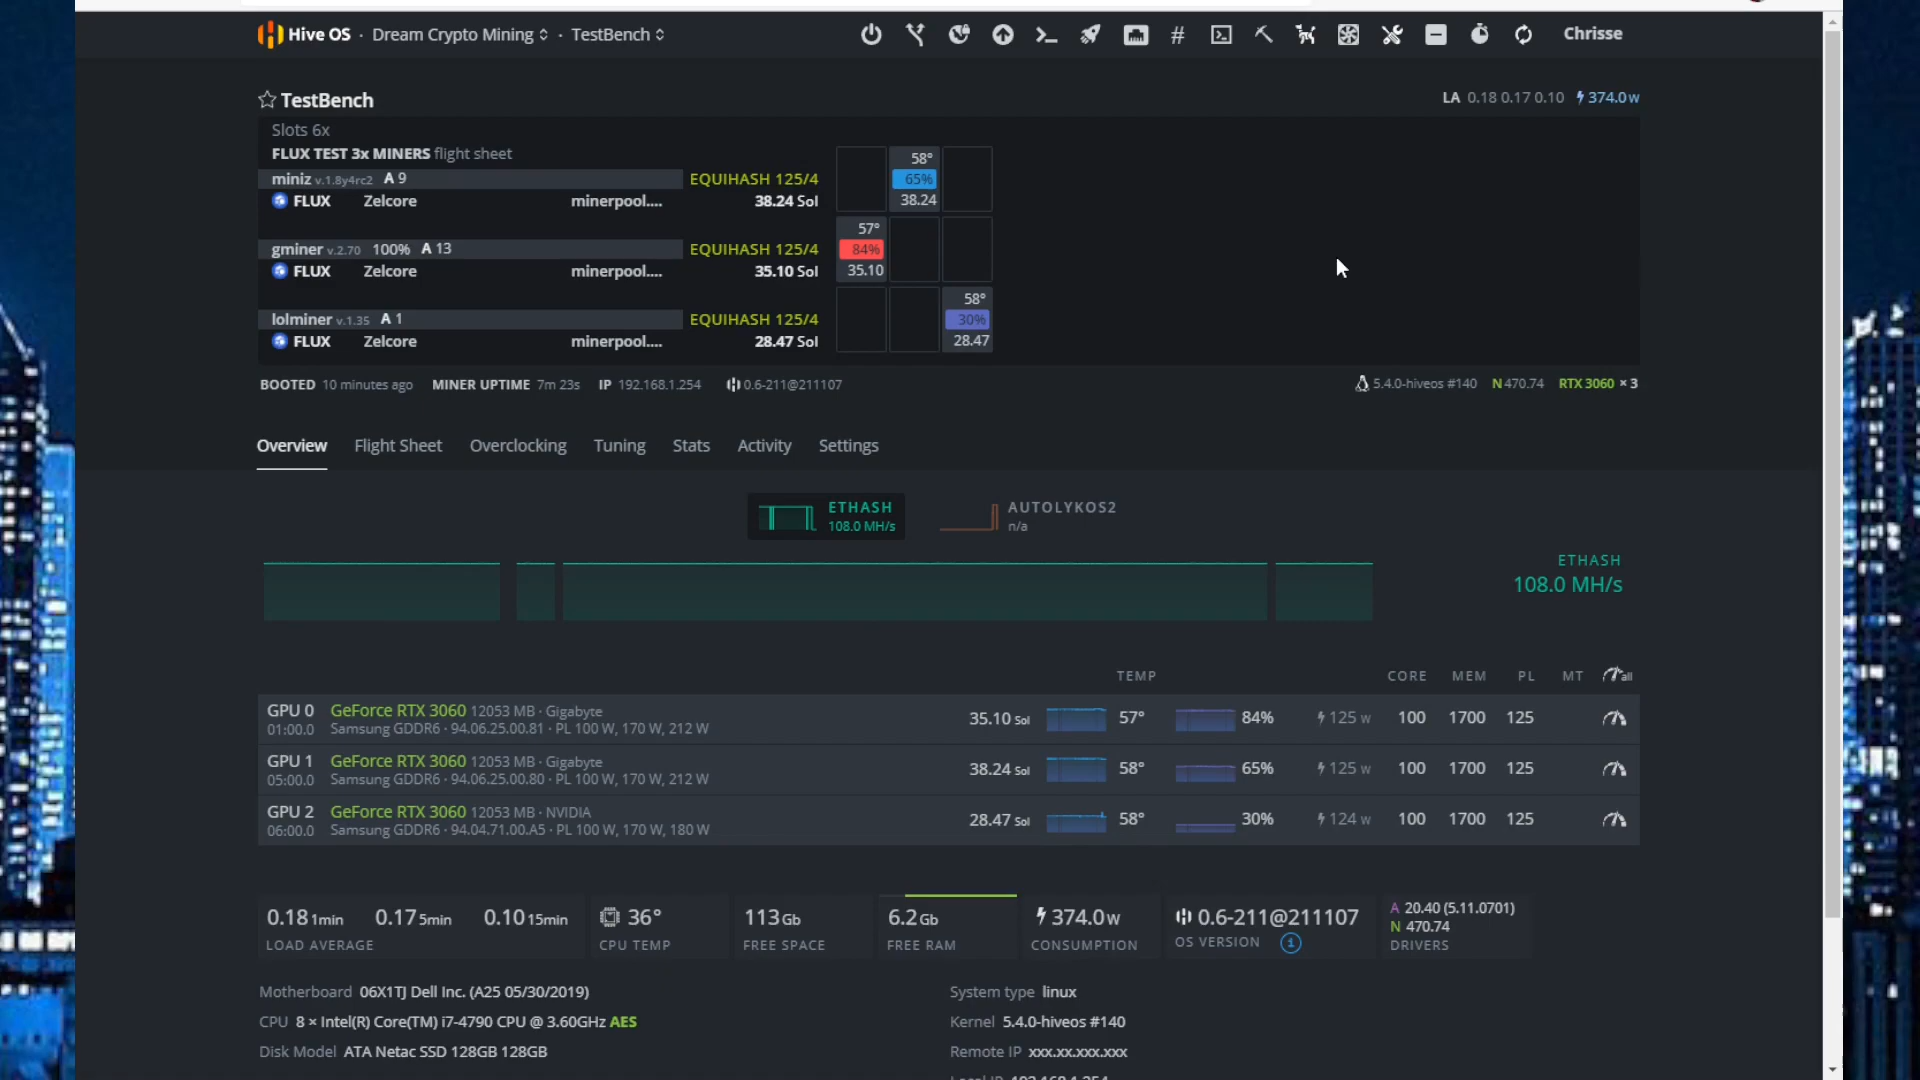 Hive OS · Dream Crypto Mining · TestBench # Chrisse
TestBench LA 0.18 0.17 0.10 374.0 W
Slots 6x
FLUX TEST 3x MINERS flight sheet
miniz v.1.8y4rc2 A 9 EQUIHASH 125/4
FLUX Zelcore minerpool.... 38.24 Sol
58°
65%
38.24
gminer v.2.70 100% A 13 EQUIHASH 125/4
FLUX Zelcore minerpool.... 35.10 Sol
57°
84%
35.10
lolminer v.1.35 A 1 EQUIHASH 125/4
FLUX Zelcore minerpool.... 28.47 Sol
58°
30%
28.47
BOOTED 10 minutes ago MINER UPTIME 7m 23s IP 192.168.1.254 0.6-211@211107 5.4.0-hiveos #140 N 470.74 RTX 3060 × 3
Overview Flight Sheet Overclocking Tuning Stats Activity Settings
ETHASH
108.0 MH/s
AUTOLYKOS2
n/a
ETHASH
108.0 MH/s
TEMP CORE MEM PL MT all
GPU 0 GeForce RTX 3060 12053 MB · Gigabyte 35.10 Sol 57° 84% 125 W 100 1700 125
01:00.0 Samsung GDDR6 · 94.06.25.00.81 · PL 100 W, 170 W, 212 W
GPU 1 GeForce RTX 3060 12053 MB · Gigabyte 38.24 Sol 58° 65% 125 W 100 1700 125
05:00.0 Samsung GDDR6 · 94.06.25.00.80 · PL 100 W, 170 W, 212 W
GPU 2 GeForce RTX 3060 12053 MB · NVIDIA 28.47 Sol 58° 30% 124 W 100 1700 125
06:00.0 Samsung GDDR6 · 94.04.71.00.A5 · PL 100 W, 170 W, 180 W
0.18 1min 0.17 5min 0.10 15min
LOAD AVERAGE
36°
CPU TEMP
113 Gb
FREE SPACE
6.2 Gb
FREE RAM
374.0 W
CONSUMPTION
0.6-211@211107
OS VERSION
A 20.40 (5.11.0701)
N 470.74
DRIVERS
Motherboard 06X1TJ Dell Inc. (A25 05/30/2019) System type linux
CPU 8 × Intel(R) Core(TM) i7-4790 CPU @ 3.60GHz AES Kernel 5.4.0-hiveos #140
Disk Model ATA Netac SSD 128GB 128GB Remote IP xxx.xx.xxx.xxx
Local IP 192.168.1.254